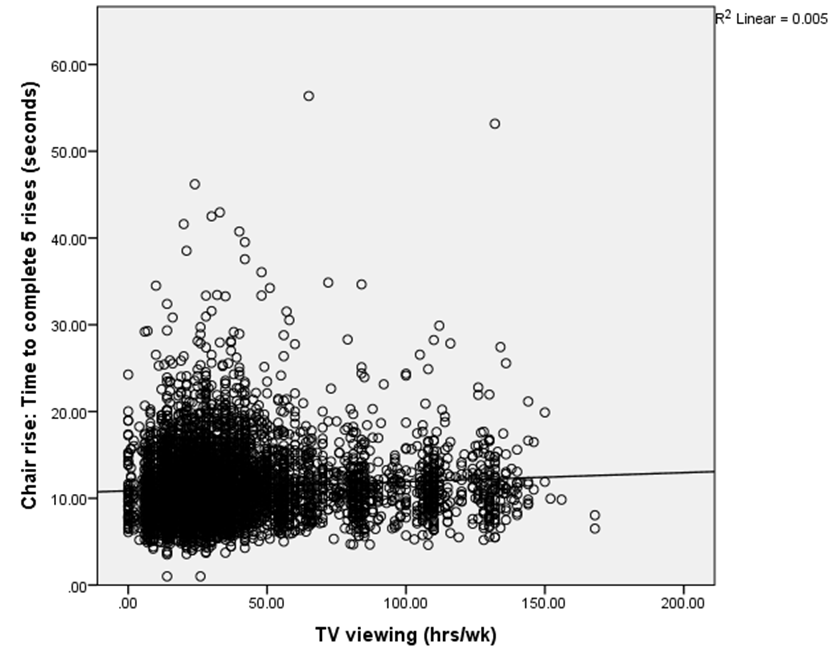 R2 Linear = 0.005
Chair rise: Time to complete 5 rises (seconds)
60.00
50.00
40.00
30.00
20.00
10.00
.00
.00 50.00 100.00 150.00 200.00
TV viewing (hrs/wk)